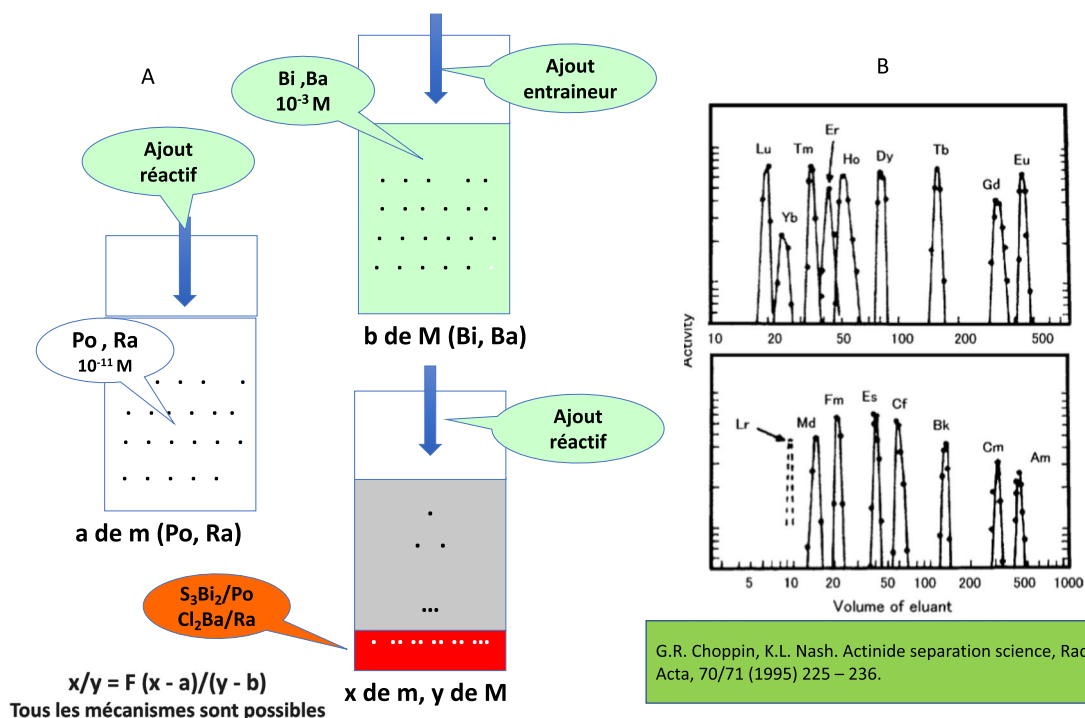 A
Ajout
réactif
Po , Ra
10⁻¹¹ M
a de m (Po, Ra)
Bi ,Ba
10⁻³ M
Ajout
entraineur
b de M (Bi, Ba)
Ajout
réactif
S₃Bi₂/Po
Cl₂Ba/Ra
x de m, y de M
x/y = F (x - a)/(y - b)
Tous les mécanismes sont possibles
B
Lu
Yb
Tm
Er
Ho
Dy
Tb
Gd
Eu
10 20 50 100 200 500
Activity
Lr
Md
Fm
Es
Cf
Bk
Cm
Am
5 10 20 50 100 200 500 1000
Volume of eluant
G.R. Choppin, K.L. Nash. Actinide separation science, Rad
Acta, 70/71 (1995) 225 – 236.